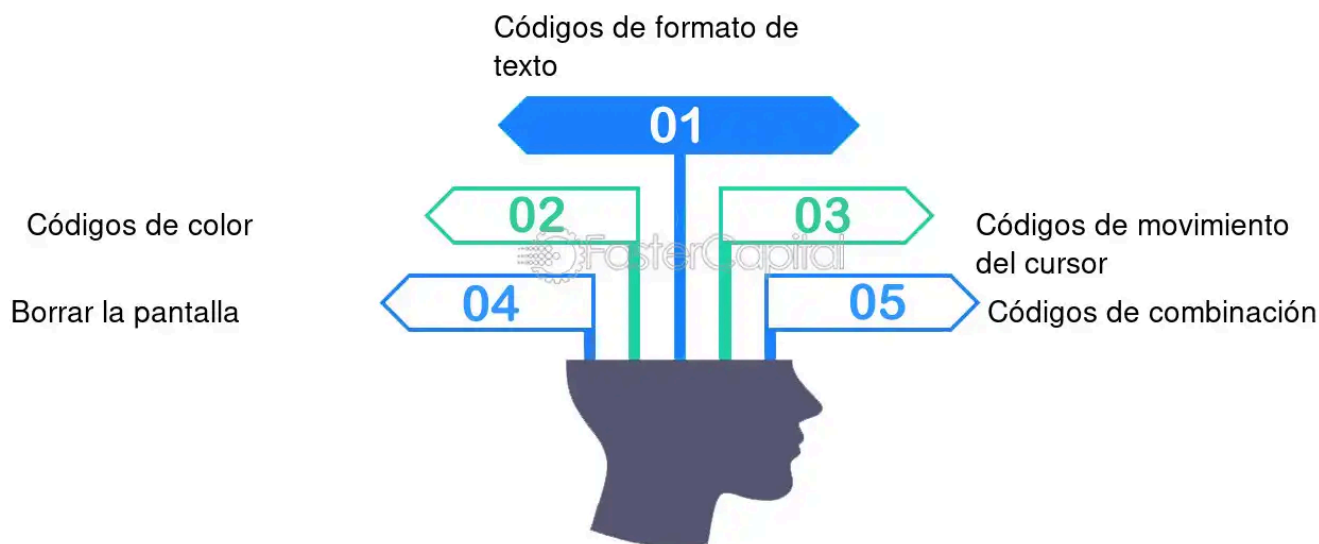 Códigos de formato de
texto
01
02
03
Códigos de color
Códigos de movimiento
del cursor
FasterCapital
04
05
Borrar la pantalla
Códigos de combinación